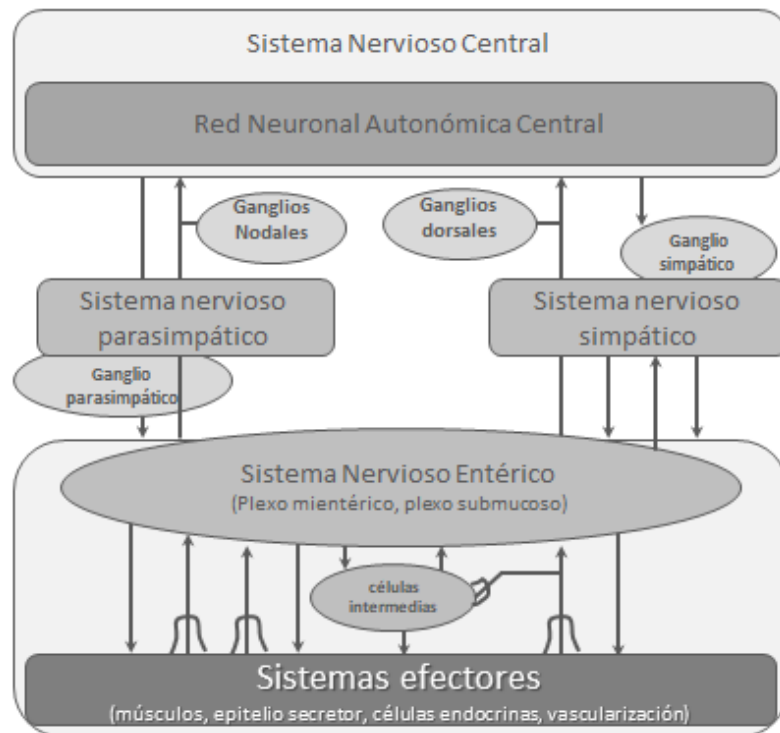 Sistema Nervioso Central
Red Neuronal Autonómica Central
Ganglios
Nodales
Ganglios
dorsales
Ganglio
simpático
Sistema nervioso
parasimpático
Sistema nervioso
simpático
Ganglio
parasimpático
Sistema Nervioso Entérico
(Plexo mientérico, plexo submucoso)
células
intermedias
Sistemas efectores
(músculos, epitelio secretor, células endocrinas, vascularización)